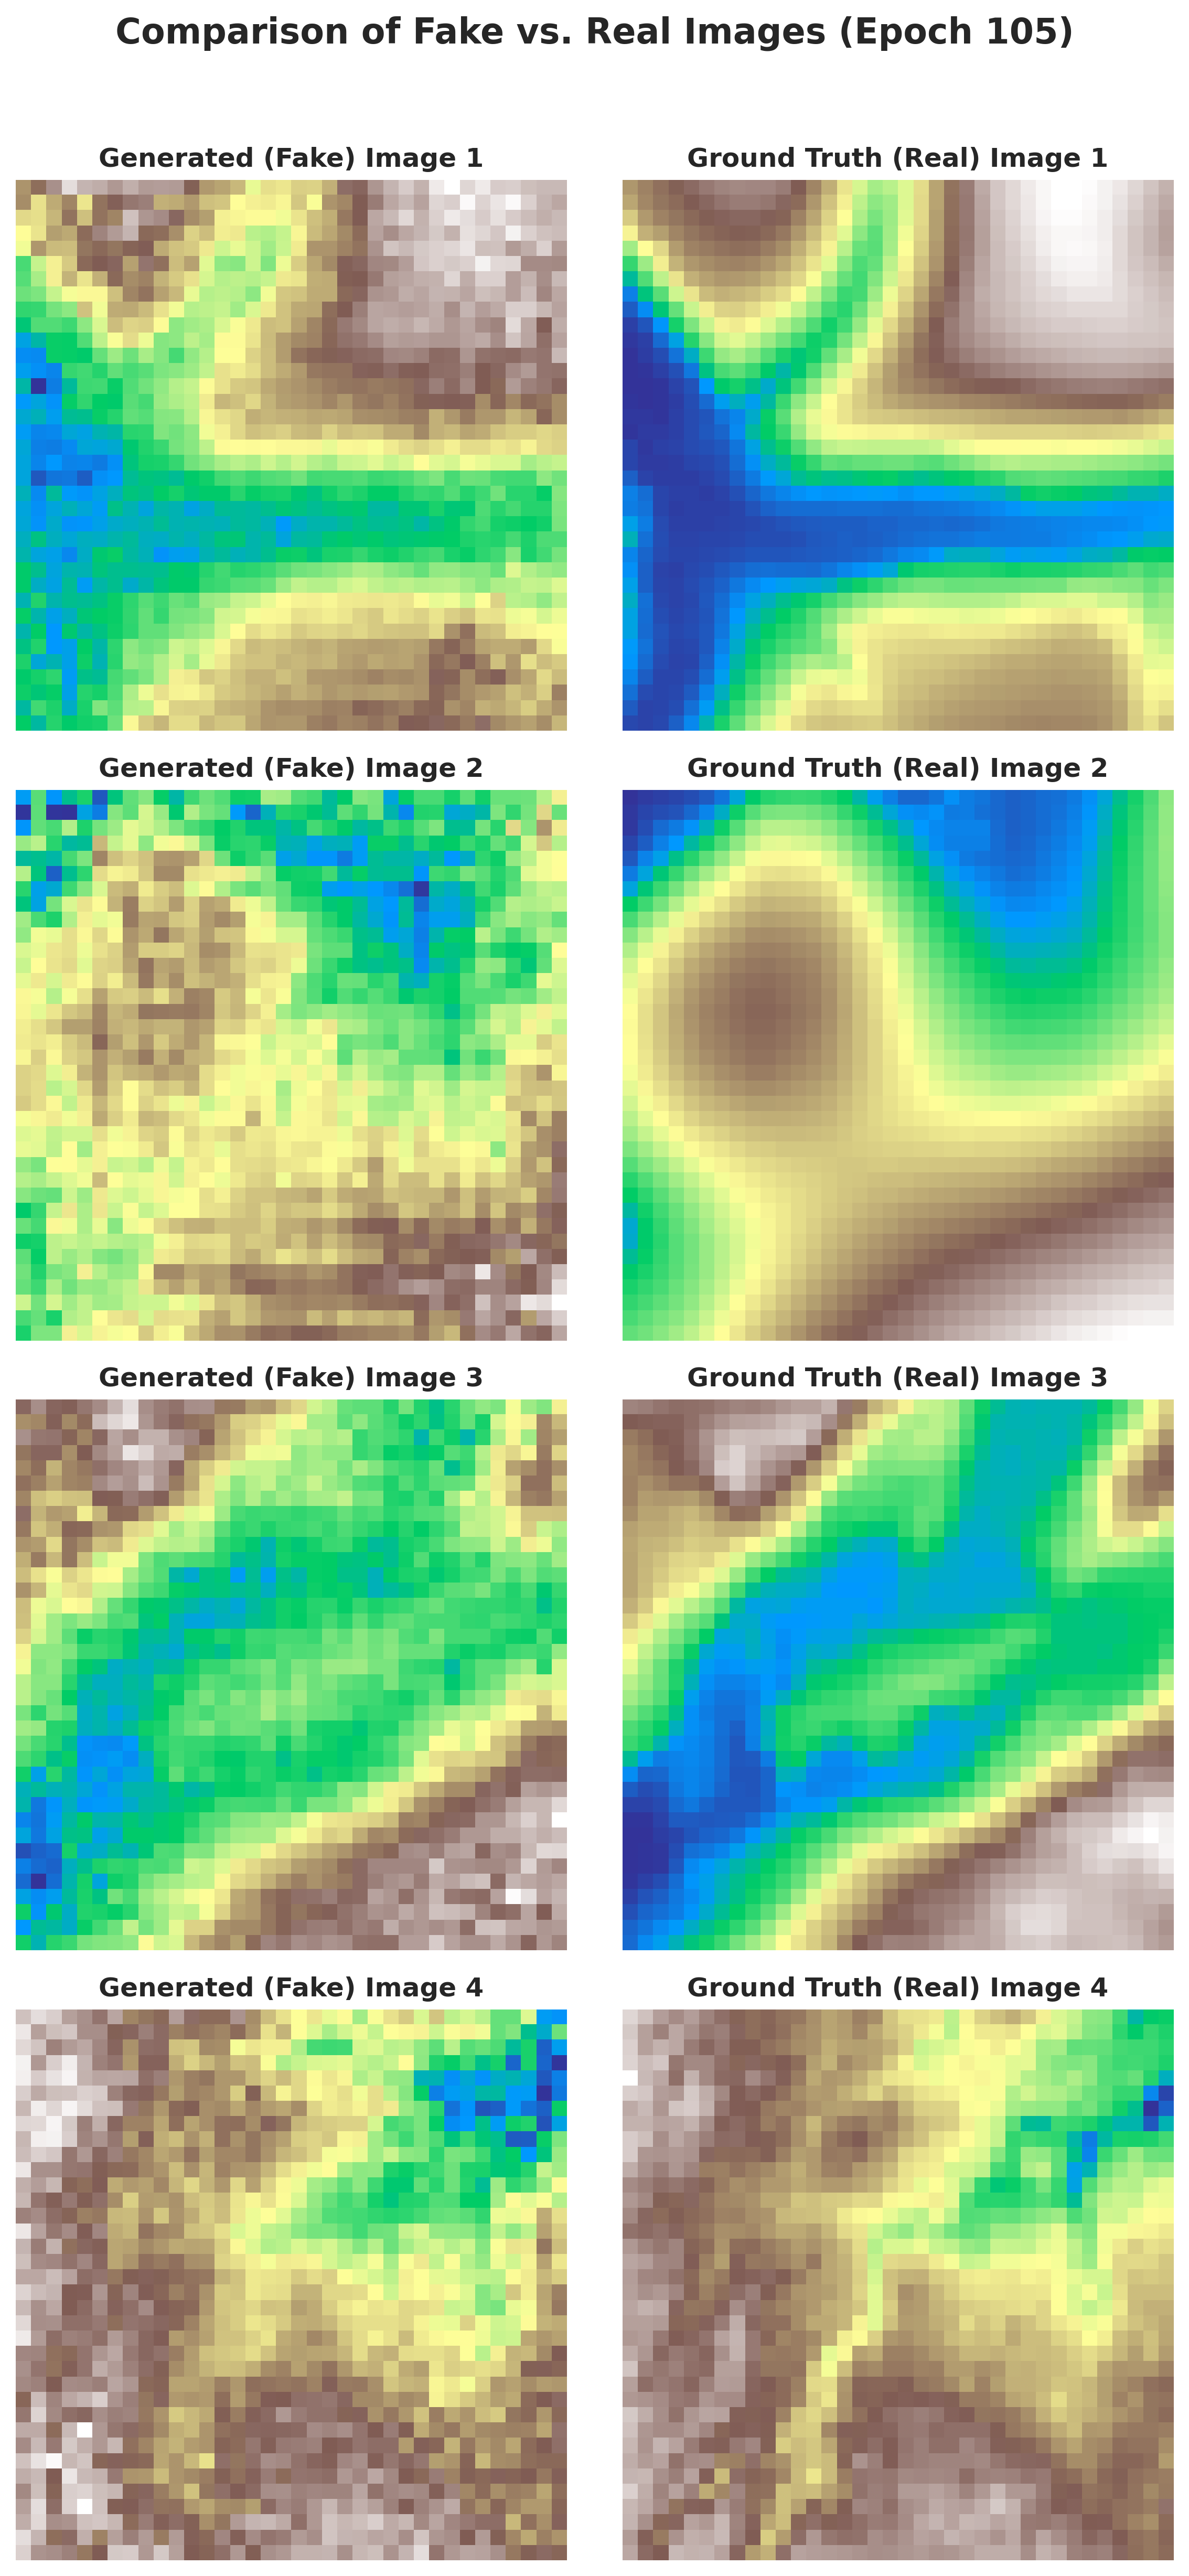 Comparison of Fake vs. Real Images (Epoch 105)
Generated (Fake) Image 1
Ground Truth (Real) Image 1
Generated (Fake) Image 2
Ground Truth (Real) Image 2
Generated (Fake) Image 3
Ground Truth (Real) Image 3
Generated (Fake) Image 4
Ground Truth (Real) Image 4